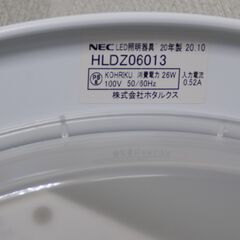 NEC LED照明器具 20年製 20.10
HLDZ06013
KOHRIKU 消費電力 26W 入力電流
100V 50/60Hz 0.52A
株式会社ホタルクス